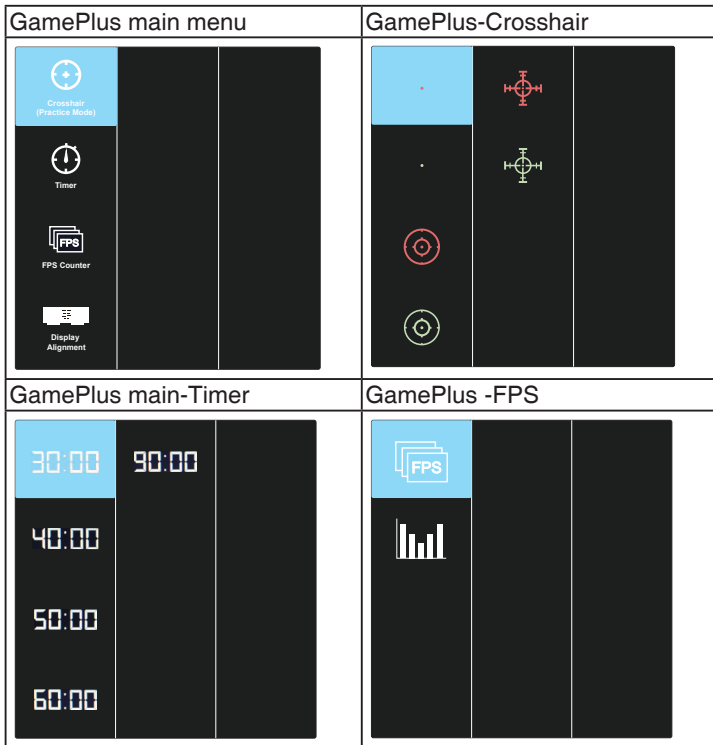 GamePlus main menu
GamePlus-Crosshair
Crosshair
(Practice Mode)
Timer
FPS
FPS Counter
Display
Alignment
GamePlus main-Timer
GamePlus -FPS
30:00
90:00
40:00
50:00
60:00
FPS